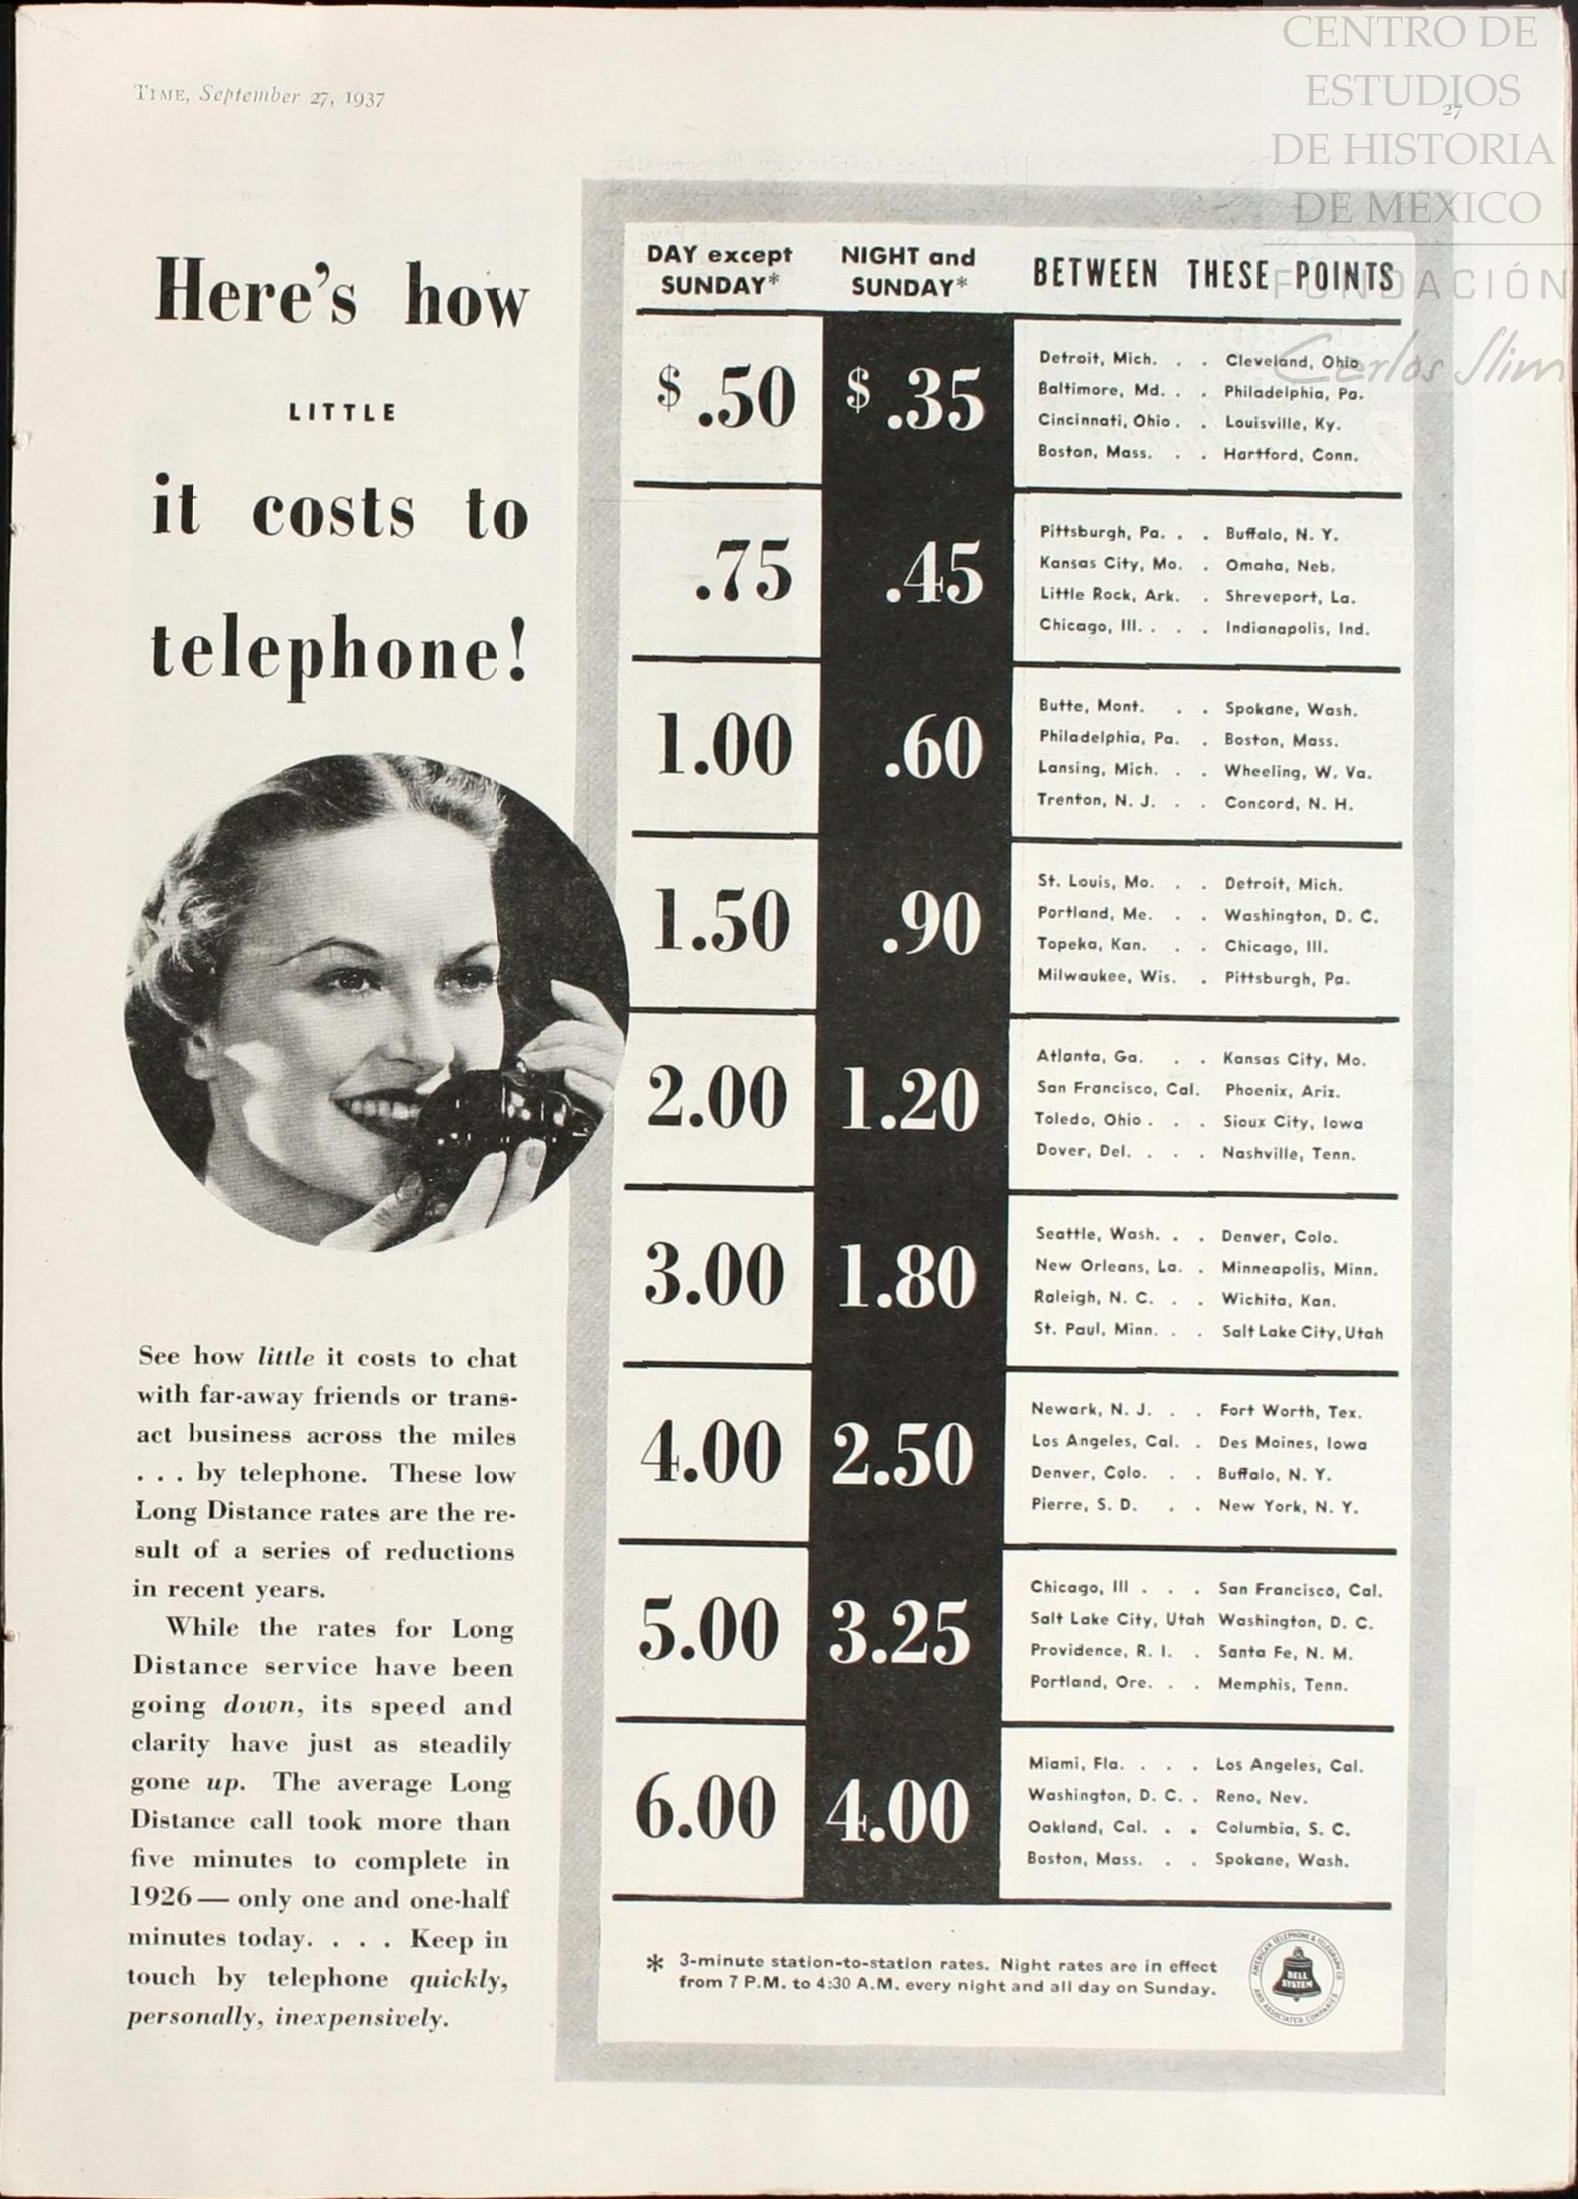 TIME, September 27, 1937
27
CENTRO DE
ESTUDIOS
DE HISTORIA
DE MEXICO
FUNDACIÓN
Carlos Slim
Here's how
LITTLE
it costs to
telephone!
See how little it costs to chat
with far-away friends or trans-
act business across the miles
. . . by telephone. These low
Long Distance rates are the re-
sult of a series of reductions
in recent years.
While the rates for Long
Distance service have been
going down, its speed and
clarity have just as steadily
gone up. The average Long
Distance call took more than
five minutes to complete in
1926 — only one and one-half
minutes today. . . . Keep in
touch by telephone quickly,
personally, inexpensively.
DAY except SUNDAY*
NIGHT and SUNDAY*
BETWEEN THESE POINTS
$ .50 $ .35
Detroit, Mich. . . Cleveland, Ohio
Baltimore, Md. . . Philadelphia, Pa.
Cincinnati, Ohio . . Louisville, Ky.
Boston, Mass. . . Hartford, Conn.
.75 .45
Pittsburgh, Pa. . . Buffalo, N. Y.
Kansas City, Mo. . Omaha, Neb.
Little Rock, Ark. . Shreveport, La.
Chicago, Ill. . . . Indianapolis, Ind.
1.00 .60
Butte, Mont. . . Spokane, Wash.
Philadelphia, Pa. . Boston, Mass.
Lansing, Mich. . . Wheeling, W. Va.
Trenton, N. J. . . Concord, N. H.
1.50 .90
St. Louis, Mo. . . Detroit, Mich.
Portland, Me. . . Washington, D. C.
Topeka, Kan. . . Chicago, Ill.
Milwaukee, Wis. . Pittsburgh, Pa.
2.00 1.20
Atlanta, Ga. . . Kansas City, Mo.
San Francisco, Cal. Phoenix, Ariz.
Toledo, Ohio . . . Sioux City, Iowa
Dover, Del. . . . Nashville, Tenn.
3.00 1.80
Seattle, Wash. . . Denver, Colo.
New Orleans, La. . Minneapolis, Minn.
Raleigh, N. C. . . Wichita, Kan.
St. Paul, Minn. . . Salt Lake City, Utah
4.00 2.50
Newark, N. J. . . Fort Worth, Tex.
Los Angeles, Cal. . Des Moines, Iowa
Denver, Colo. . . Buffalo, N. Y.
Pierre, S. D. . . New York, N. Y.
5.00 3.25
Chicago, Ill . . . San Francisco, Cal.
Salt Lake City, Utah Washington, D. C.
Providence, R. I. . Santa Fe, N. M.
Portland, Ore. . . Memphis, Tenn.
6.00 4.00
Miami, Fla. . . . Los Angeles, Cal.
Washington, D. C. . Reno, Nev.
Oakland, Cal. . . Columbia, S. C.
Boston, Mass. . . Spokane, Wash.
* 3-minute station-to-station rates. Night rates are in effect
from 7 P.M. to 4:30 A.M. every night and all day on Sunday.
AMERICAN TELEPHONE & TELEGRAPH CO
BELL
SYSTEM
AND ASSOCIATED COMPANIES